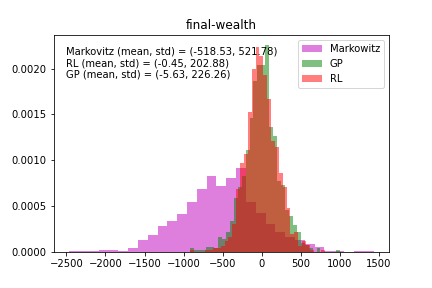 final-wealth
Markovitz (mean, std) = (-518.53, 521.78)
RL (mean, std) = (-0.45, 202.88)
GP (mean, std) = (-5.63, 226.26)
Markowitz
GP
RL
0.0020
0.0015
0.0010
0.0005
0.0000
−2500 −2000 −1500 −1000 −500 0 500 1000 1500